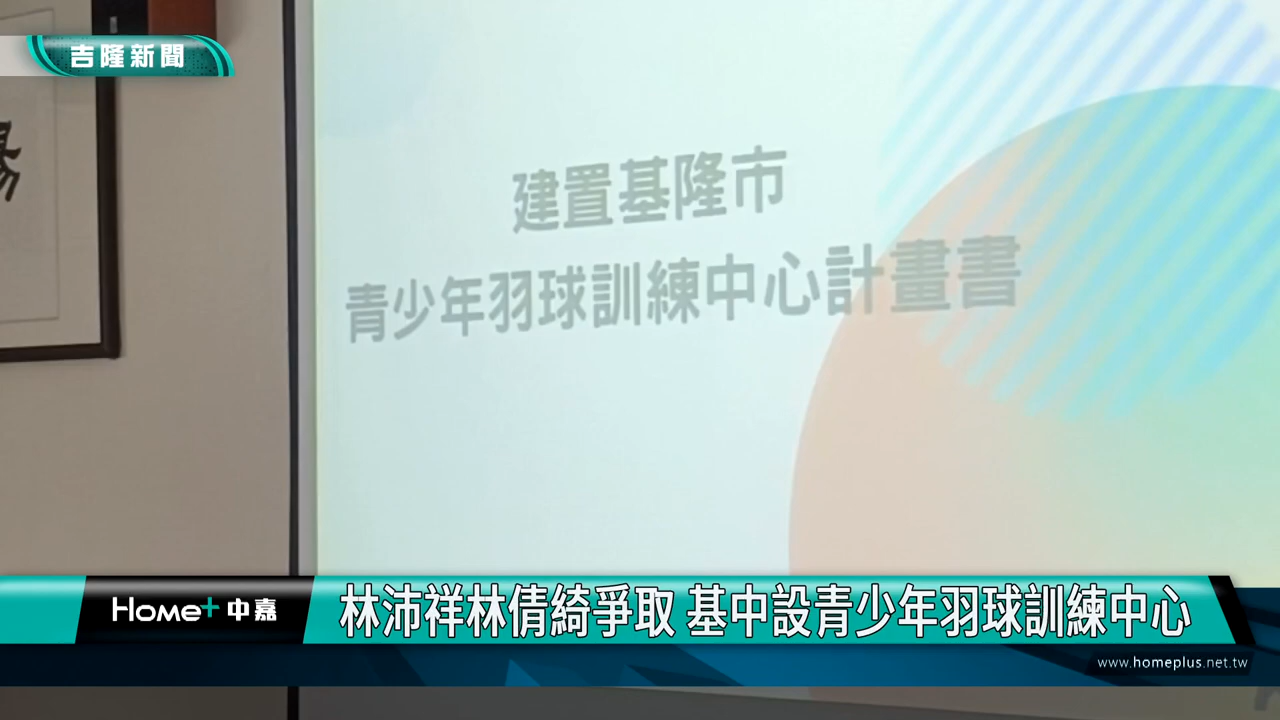 吉隆新聞
建置基隆市
青少年羽球訓練中心計畫書
Home+中嘉
林沛祥林倩綺爭取 基中設青少年羽球訓練中心
www.homeplus.net.tw